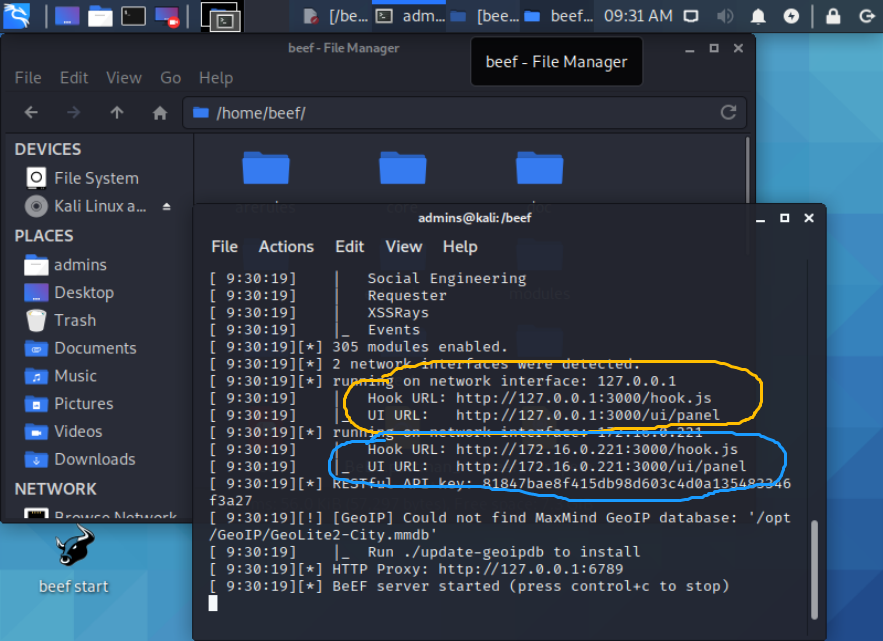 [/be...
adm...
[bee...
beef...
09:31 AM
beef - File Manager
beef - File Manager
File Edit View Go Help
/home/beef/
DEVICES
File System
Kali Linux a...
PLACES
admins
Desktop
Trash
Documents
Music
Pictures
Videos
Downloads
NETWORK
Browse Network
beef start
admins@kali: /beef
File Actions Edit View Help
[ 9:30:19]    |   Social Engineering
[ 9:30:19]    |   Requester
[ 9:30:19]    |   XSSRays
[ 9:30:19]    |_  Events
[ 9:30:19][*] 305 modules enabled.
[ 9:30:19][*] 2 network interfaces were detected.
[ 9:30:19][*] running on network interface: 127.0.0.1
[ 9:30:19]    |   Hook URL: http://127.0.0.1:3000/hook.js
[ 9:30:19]    |_  UI URL:   http://127.0.0.1:3000/ui/panel
[ 9:30:19][*] running on network interface: 172.16.0.221
[ 9:30:19]    |   Hook URL: http://172.16.0.221:3000/hook.js
[ 9:30:19]    |_  UI URL:   http://172.16.0.221:3000/ui/panel
[ 9:30:19][*] RESTful API key: 81847bae8f415db98d603c4d0a135483346
f3a27
[ 9:30:19][!] [GeoIP] Could not find MaxMind GeoIP database: '/opt
/GeoIP/GeoLite2-City.mmdb'
[ 9:30:19]    |_  Run ./update-geoipdb to install
[ 9:30:19][*] HTTP Proxy: http://127.0.0.1:6789
[ 9:30:19][*] BeEF server started (press control+c to stop)